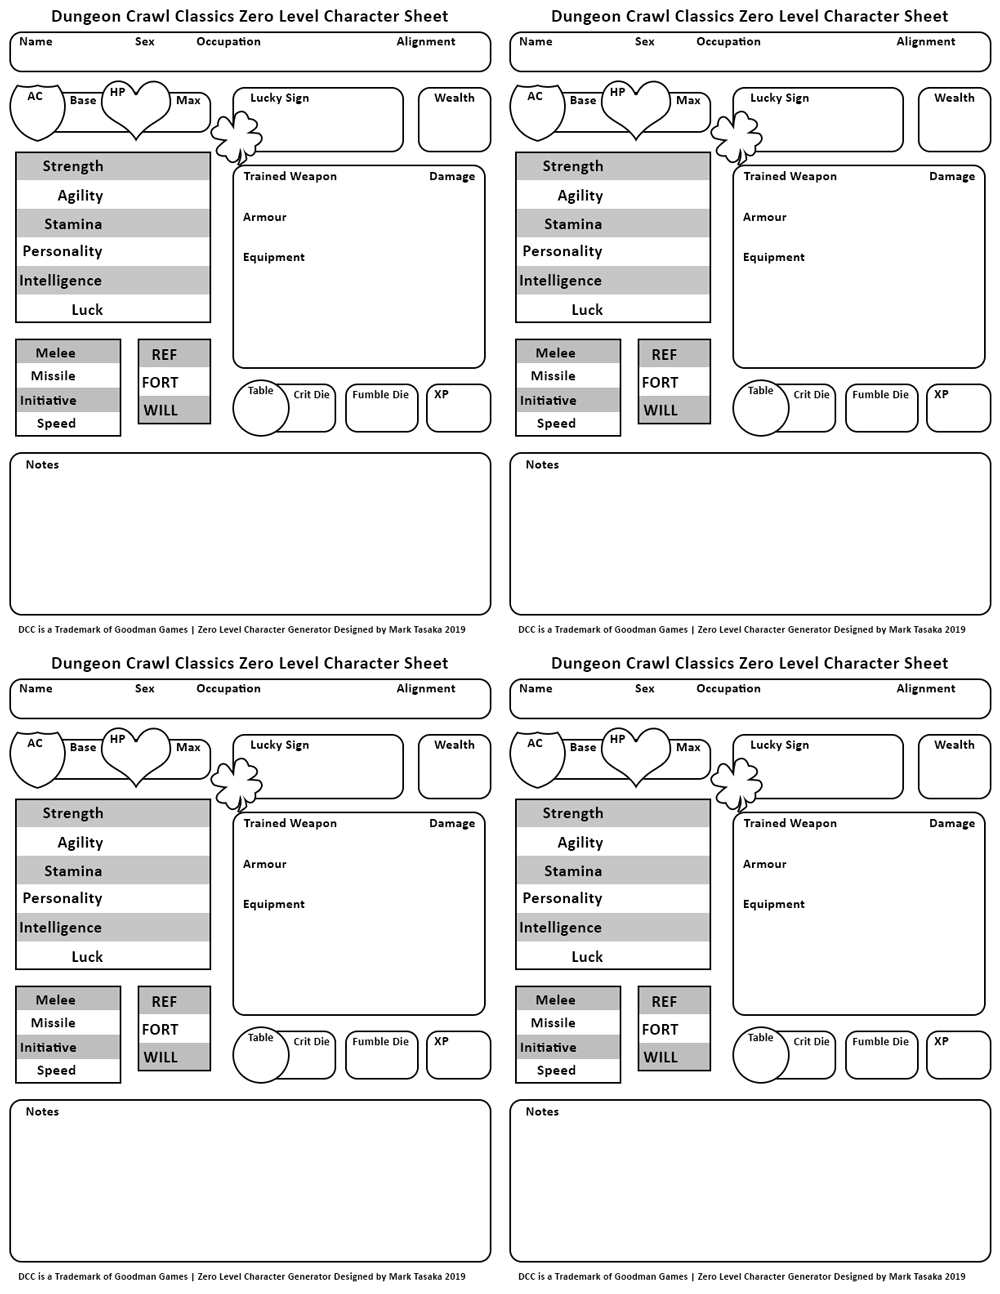 Dungeon Crawl Classics Zero Level Character Sheet
Name Sex Occupation Alignment
AC Base HP Max Lucky Sign Wealth
Strength
Agility
Stamina
Personality
Intelligence
Luck
Trained Weapon Damage
Armour
Equipment
Melee
Missile
Initiative
Speed
REF
FORT
WILL
Table Crit Die Fumble Die XP
Notes
DCC is a Trademark of Goodman Games | Zero Level Character Generator Designed by Mark Tasaka 2019
Dungeon Crawl Classics Zero Level Character Sheet
Name Sex Occupation Alignment
AC Base HP Max Lucky Sign Wealth
Strength
Agility
Stamina
Personality
Intelligence
Luck
Trained Weapon Damage
Armour
Equipment
Melee
Missile
Initiative
Speed
REF
FORT
WILL
Table Crit Die Fumble Die XP
Notes
DCC is a Trademark of Goodman Games | Zero Level Character Generator Designed by Mark Tasaka 2019
Dungeon Crawl Classics Zero Level Character Sheet
Name Sex Occupation Alignment
AC Base HP Max Lucky Sign Wealth
Strength
Agility
Stamina
Personality
Intelligence
Luck
Trained Weapon Damage
Armour
Equipment
Melee
Missile
Initiative
Speed
REF
FORT
WILL
Table Crit Die Fumble Die XP
Notes
DCC is a Trademark of Goodman Games | Zero Level Character Generator Designed by Mark Tasaka 2019
Dungeon Crawl Classics Zero Level Character Sheet
Name Sex Occupation Alignment
AC Base HP Max Lucky Sign Wealth
Strength
Agility
Stamina
Personality
Intelligence
Luck
Trained Weapon Damage
Armour
Equipment
Melee
Missile
Initiative
Speed
REF
FORT
WILL
Table Crit Die Fumble Die XP
Notes
DCC is a Trademark of Goodman Games | Zero Level Character Generator Designed by Mark Tasaka 2019